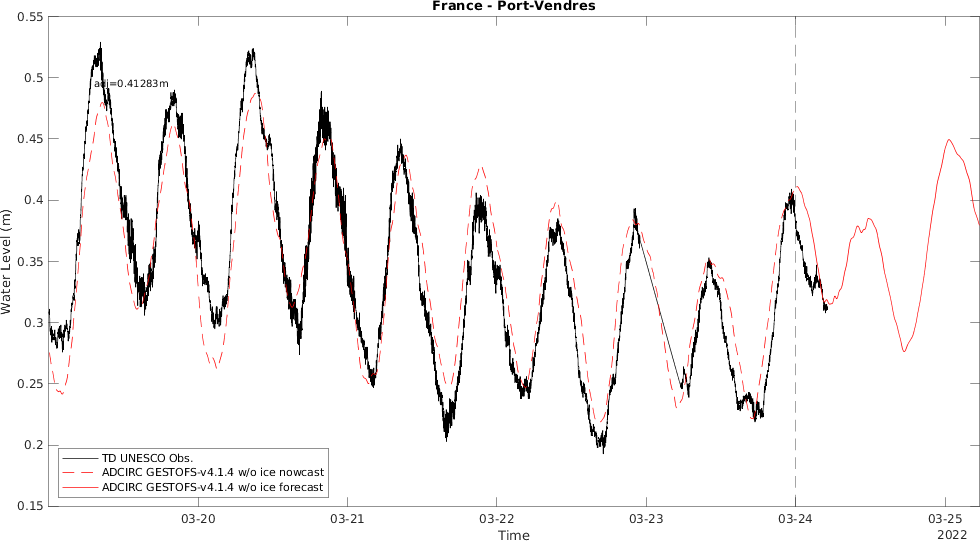 France - Port-Vendres
0.55
0.5
0.45
0.4
0.35
0.3
0.25
0.2
0.15
Water Level (m)
adj=0.41283m
TD UNESCO Obs.
ADCIRC GESTOFS-v4.1.4 w/o ice nowcast
ADCIRC GESTOFS-v4.1.4 w/o ice forecast
03-20
03-21
03-22
03-23
03-24
03-25
Time
2022